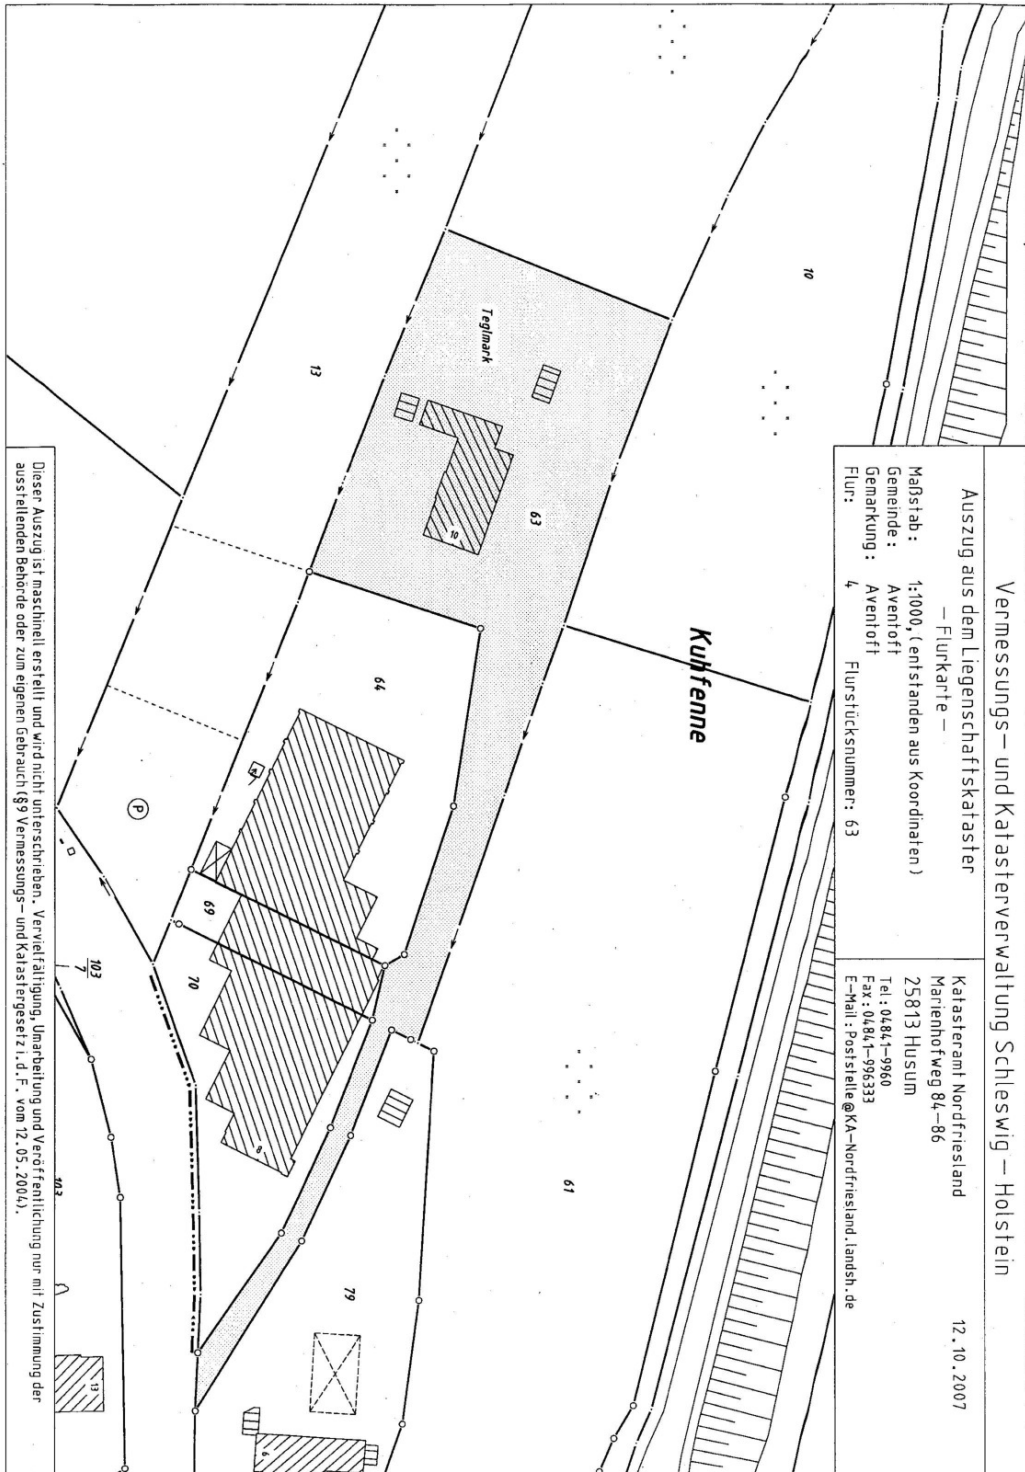 Vermessungs- und Katasterverwaltung Schleswig-Holstein
Auszug aus dem Liegenschaftskataster
- Flurkarte -
Maßstab: 1:1000, (entstanden aus Koordinaten)
Gemeinde: Aventoft
Gemarkung: Aventoft
Flur: 4 Flurstücksnummer: 63
Katasteramt Nordfriesland 12.10.2007
Marienhofweg 84-86
25813 Husum
Tel.: 04841-9960
Fax: 04841-996333
E-Mail: Poststelle@KA-Nordfriesland.landsh.de
10
Kuhfenne
63
Teglmark
10
13
64
61
69
70
8
79
P
103
7
103
13
6
Dieser Auszug ist maschinell erstellt und wird nicht unterschrieben. Vervielfältigung, Umarbeitung und Veröffentlichung nur mit Zustimmung der
ausstellenden Behörde oder zum eigenen Gebrauch (§9 Vermessungs- und Katastergesetz i.d.F. vom 12.05.2004).